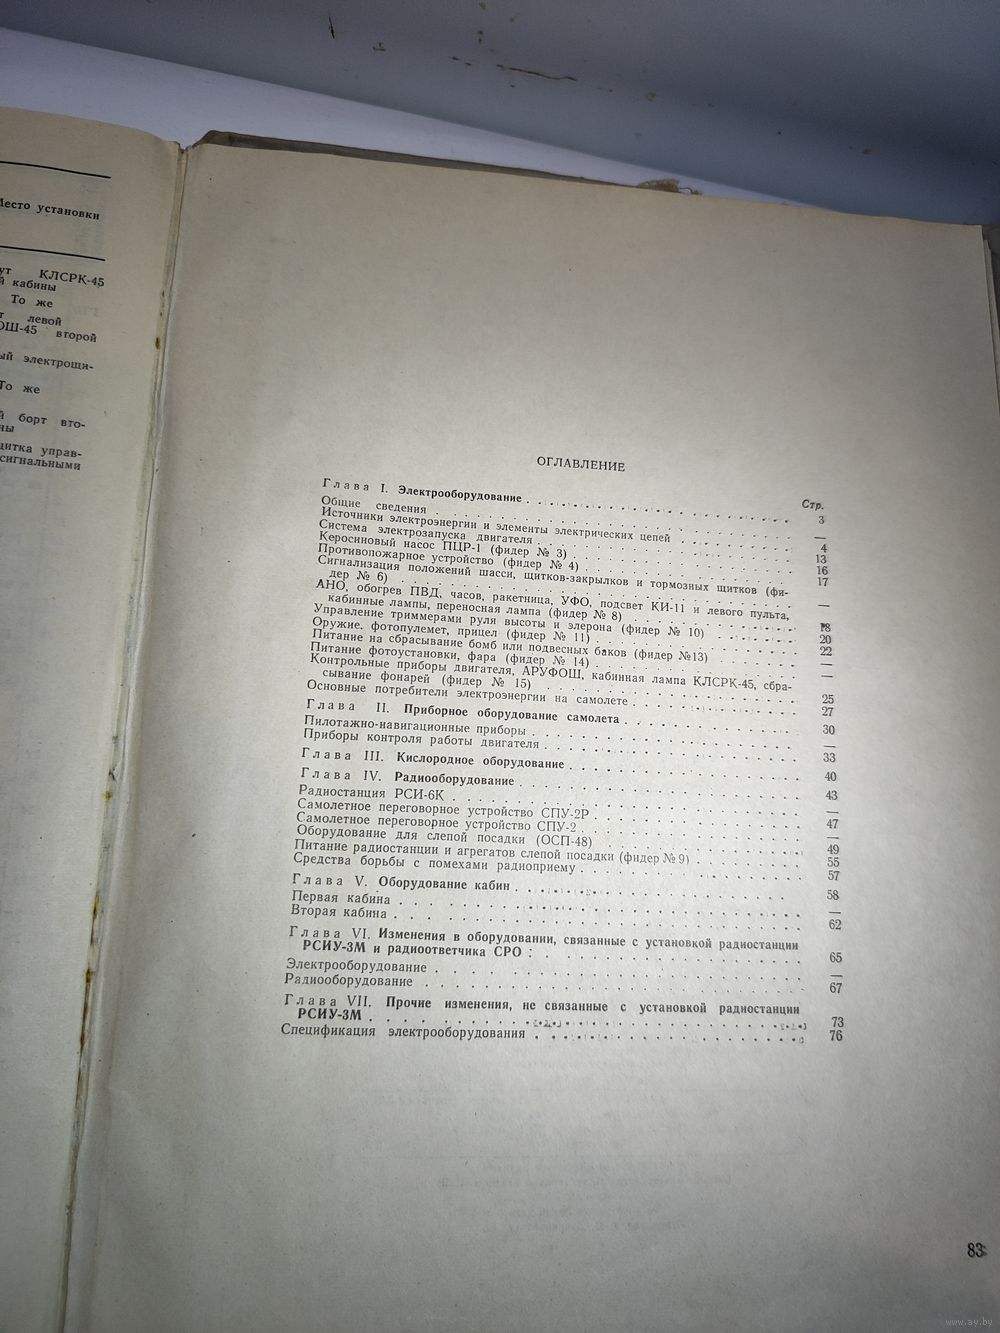 Место установки
КЛСРК-45
й кабины
То же
левой
ОШ-45 второй
ый электрощи-
То же
й борт вто-
ны
щитка управ-
сигнальными
ОГЛАВЛЕНИЕ
Стр.
Глава I. Электрооборудование . . . 3
Общие сведения . . . —
Источники электроэнергии и элементы электрических цепей . . . 4
Система электрозапуска двигателя . . . 13
Керосиновый насос ПЦР-1 (фидер № 3) . . . 16
Противопожарное устройство (фидер № 4) . . . 17
Сигнализация положений шасси, щитков-закрылков и тормозных щитков (фи-
дер № 6) . . . —
АНО, обогрев ПВД, часов, ракетница, УФО, подсвет КИ-11 и левого пульта,
кабинные лампы, переносная лампа (фидер № 8) . . . 18
Управление триммерами руля высоты и элерона (фидер № 10) . . . 20
Оружие, фотопулемет, прицел (фидер № 11) . . . 22
Питание на сбрасывание бомб или подвесных баков (фидер №13) . . . —
Питание фотоустановки, фара (фидер № 14) . . . —
Контрольные приборы двигателя, АРУФОШ, кабинная лампа КЛСРК-45, сбра-
сывание фонарей (фидер № 15) . . . 25
Основные потребители электроэнергии на самолете . . . 27
Глава II. Приборное оборудование самолета . . . 30
Пилотажно-навигационные приборы . . . —
Приборы контроля работы двигателя . . . 33
Глава III. Кислородное оборудование . . . 40
Глава IV. Радиооборудование . . . 43
Радиостанция РСИ-6К . . . —
Самолетное переговорное устройство СПУ-2Р . . . 47
Самолетное переговорное устройство СПУ-2 . . . —
Оборудование для слепой посадки (ОСП-48) . . . 49
Питание радиостанции и агрегатов слепой посадки (фидер № 9) . . . 55
Средства борьбы с помехами радиоприему . . . 57
Глава V. Оборудование кабин . . . 58
Первая кабина . . . —
Вторая кабина . . . 62
Глава VI. Изменения в оборудовании, связанные с установкой радиостанции
РСИУ-3М и радиоответчика СРО : . . . 65
Электрооборудование . . . —
Радиооборудование . . . 67
Глава VII. Прочие изменения, не связанные с установкой радиостанции
РСИУ-3М . . . 73
Спецификация электрооборудования . . . 76
83
www.ay.by